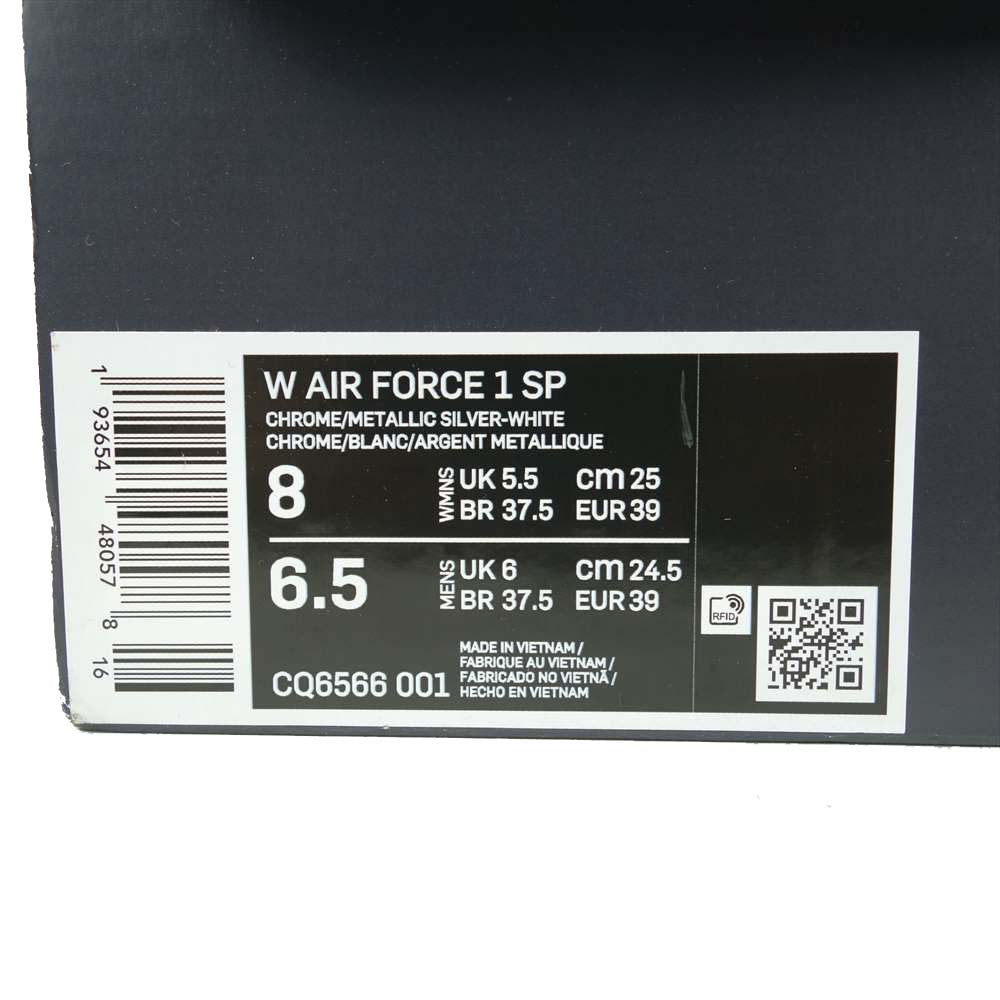 W AIR FORCE 1 SP
CHROME/METALLIC SILVER-WHITE
CHROME/BLANC/ARGENT METALLIQUE
8
WMNS
UK 5.5 cm 25
BR 37.5 EUR 39
6.5
MENS
UK 6 cm 24.5
BR 37.5 EUR 39
CQ6566 001
MADE IN VIETNAM /
FABRIQUE AU VIETNAM /
FABRICADO NO VIETNÃ /
HECHO EN VIETNAM
RFID
1 93654 48057 8 16